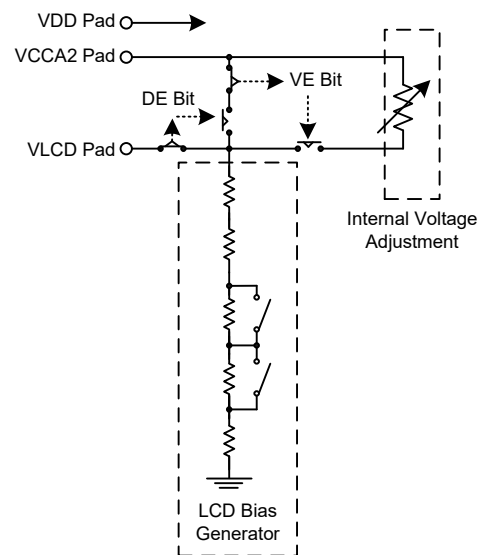 VDD Pad
VCCA2 Pad
DE Bit
VE Bit
VLCD Pad
Internal Voltage
Adjustment
LCD Bias
Generator